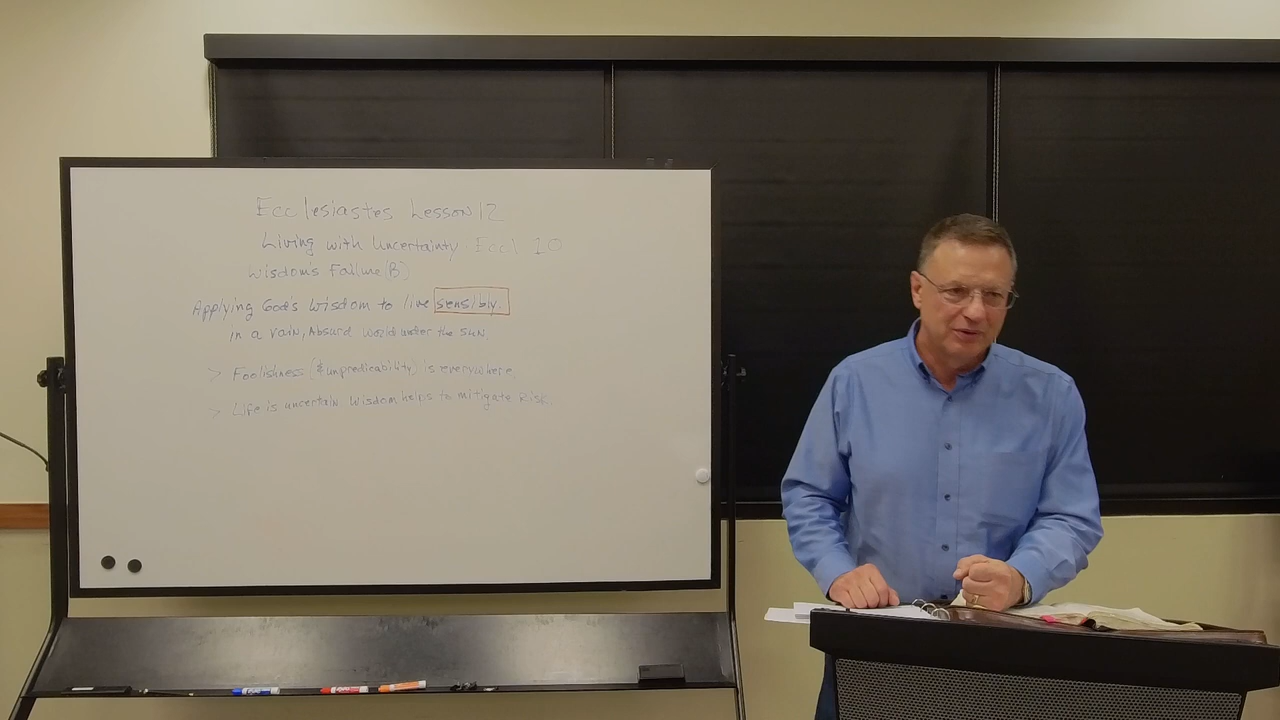 Ecclesiastes Lesson 12
Living with Uncertainty. Eccl 10
Wisdom's Failure (B)
Applying God's Wisdom to live sensibly.
in a vain, Absurd world under the sun.
> Foolishness (& unpredicability) is everywhere.
> Life is uncertain. Wisdom helps to mitigate Risk.